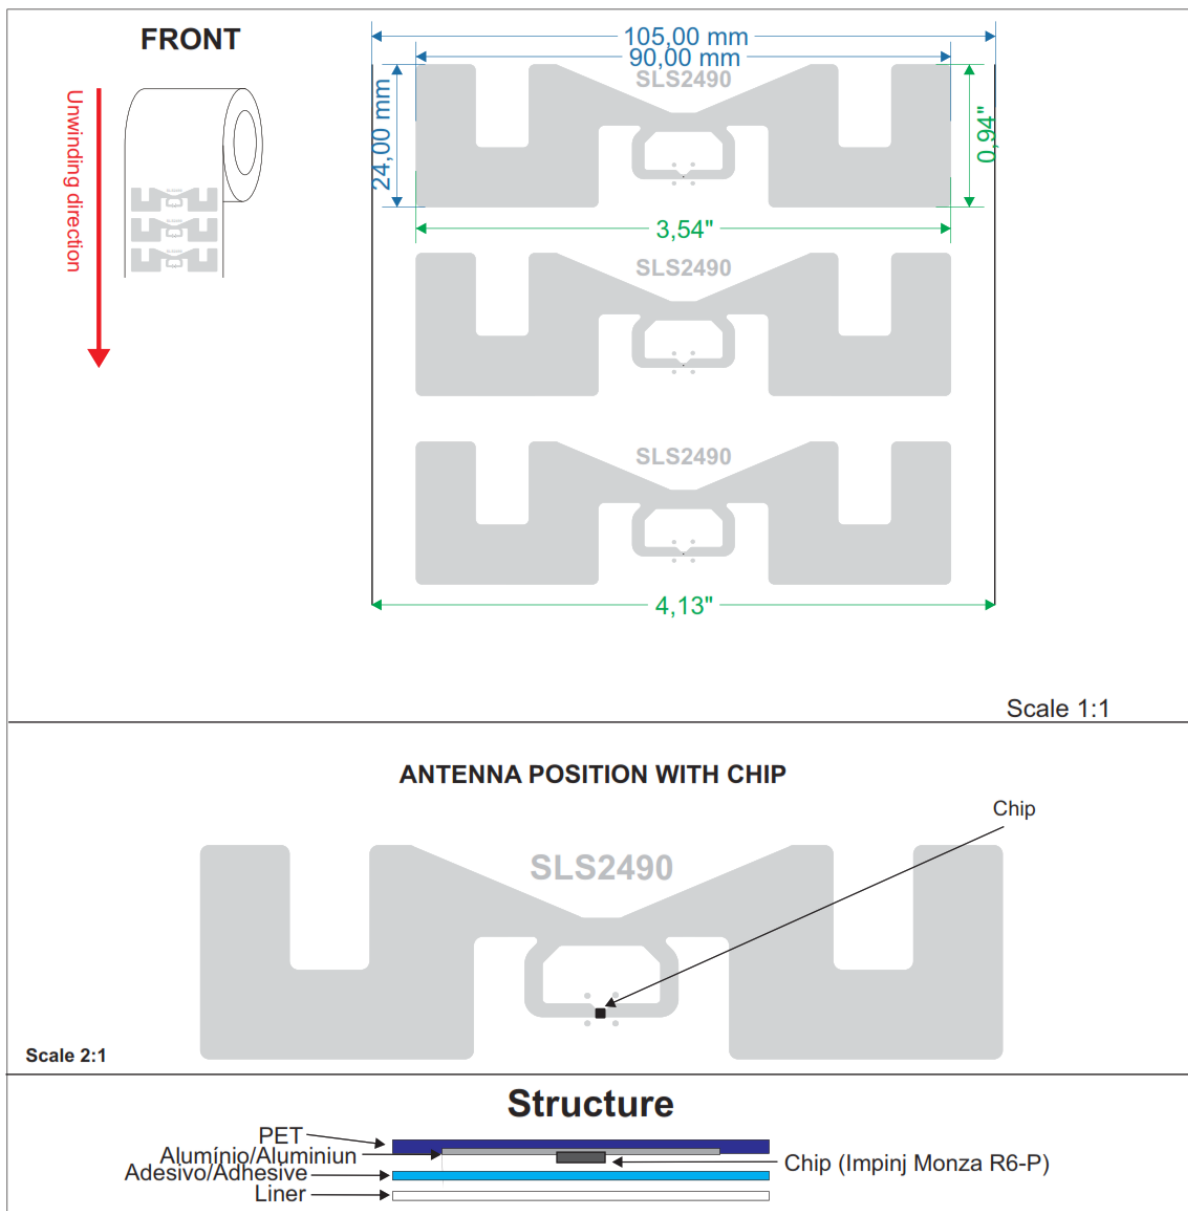 FRONT
Unwinding direction
105,00 mm
90,00 mm
SLS2490
24,00 mm
0,94"
3,54"
SLS2490
SLS2490
4,13"
Scale 1:1
ANTENNA POSITION WITH CHIP
Chip
SLS2490
Scale 2:1
Structure
PET
Alumínio/Aluminiun
Adesivo/Adhesive
Liner
Chip (Impinj Monza R6-P)